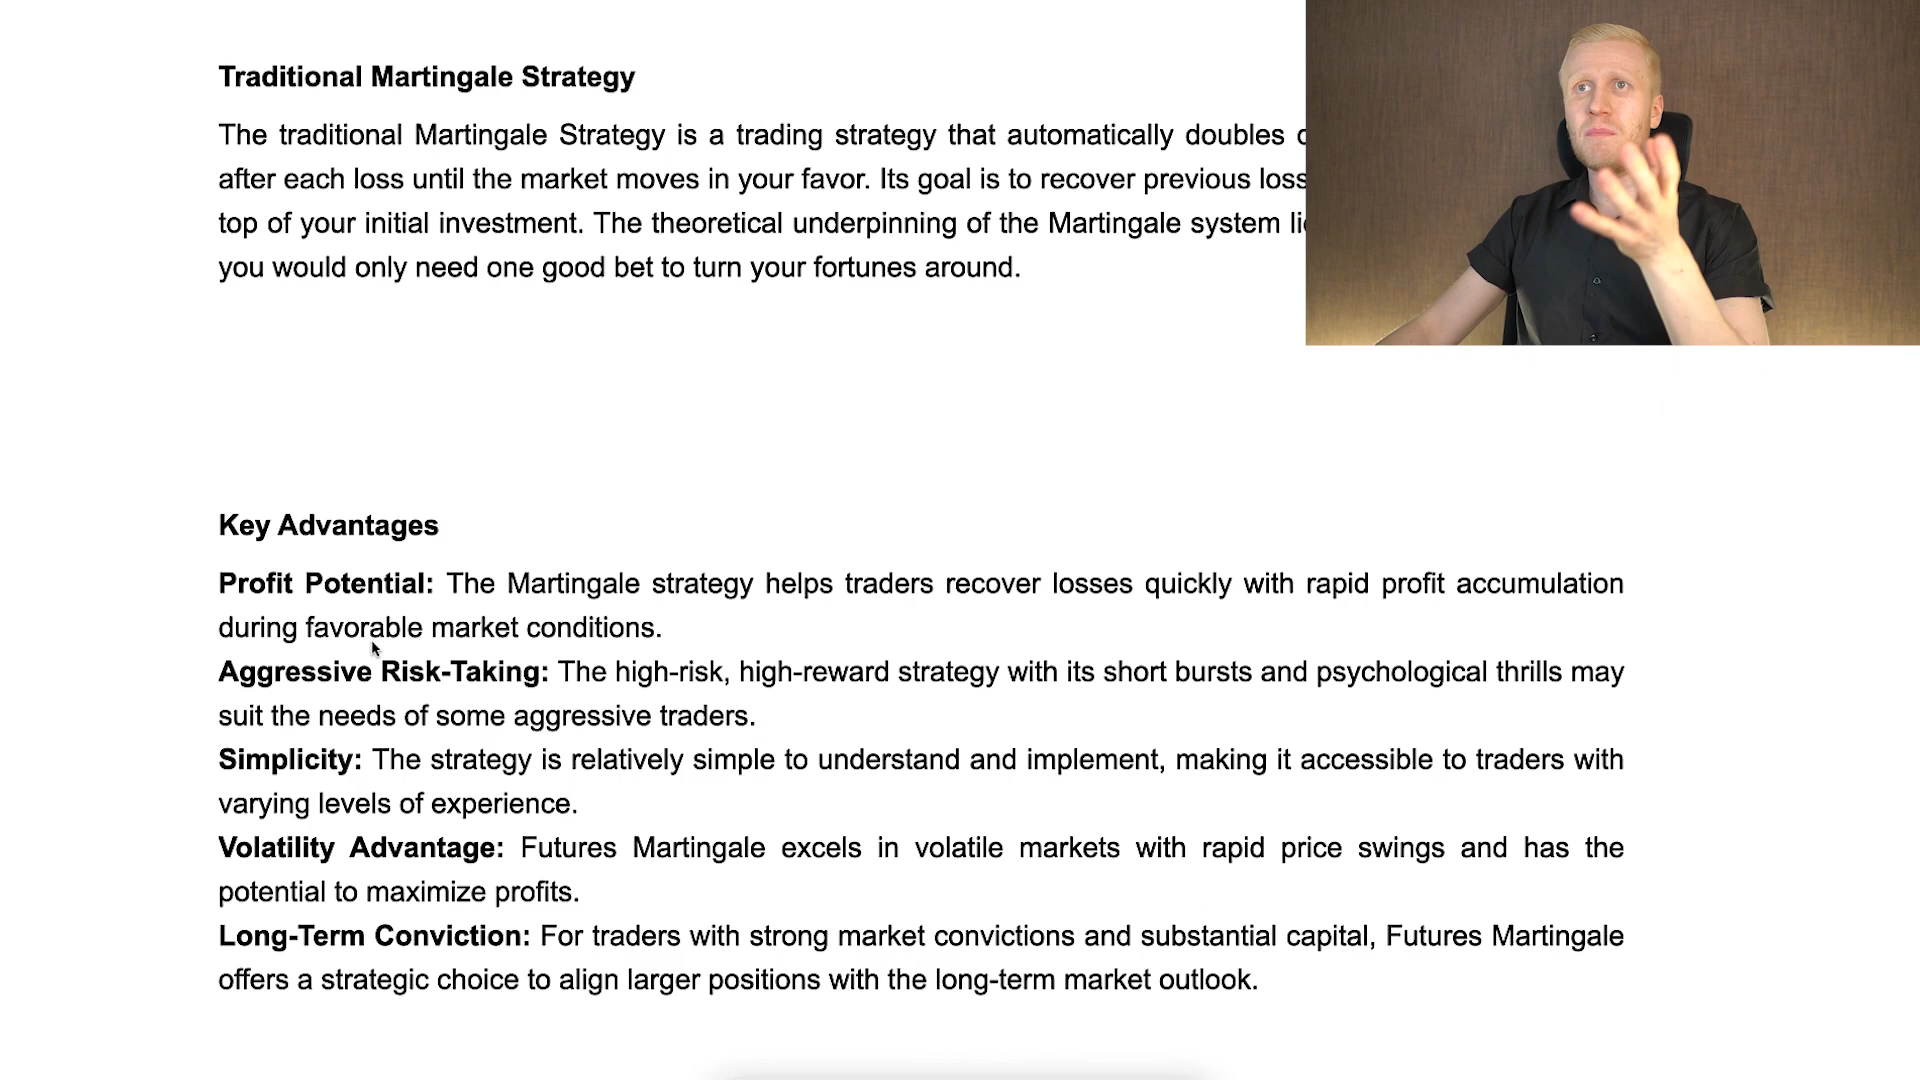 Traditional Martingale Strategy
The traditional Martingale Strategy is a trading strategy that automatically doubles
after each loss until the market moves in your favor. Its goal is to recover previous loss
top of your initial investment. The theoretical underpinning of the Martingale system
you would only need one good bet to turn your fortunes around.
Key Advantages
Profit Potential: The Martingale strategy helps traders recover losses quickly with rapid profit accumulation
during favorable market conditions.
Aggressive Risk-Taking: The high-risk, high-reward strategy with its short bursts and psychological thrills may
suit the needs of some aggressive traders.
Simplicity: The strategy is relatively simple to understand and implement, making it accessible to traders with
varying levels of experience.
Volatility Advantage: Futures Martingale excels in volatile markets with rapid price swings and has the
potential to maximize profits.
Long-Term Conviction: For traders with strong market convictions and substantial capital, Futures Martingale
offers a strategic choice to align larger positions with the long-term market outlook.